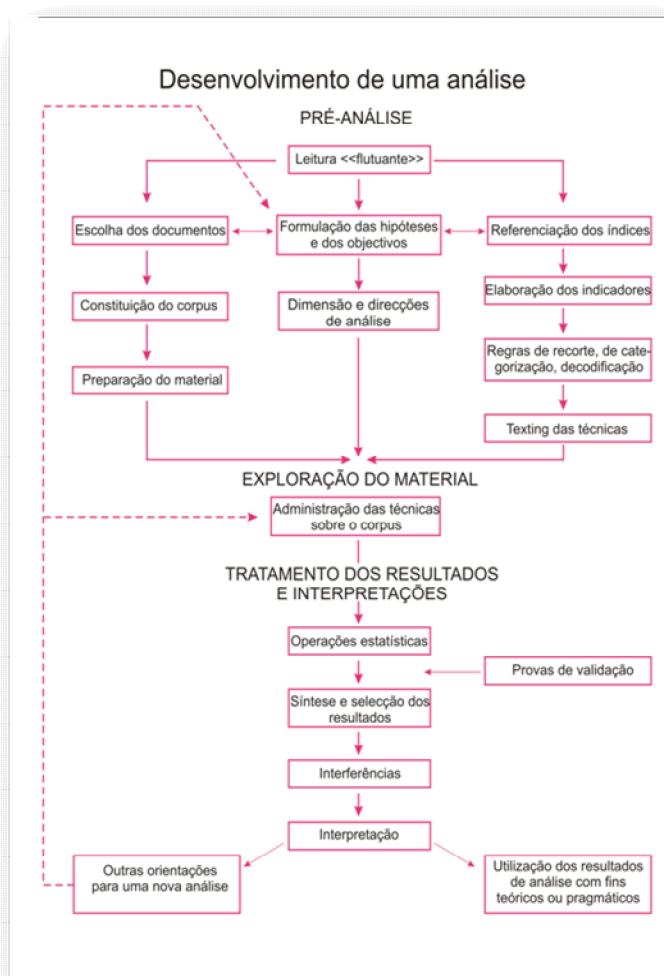 Desenvolvimento de uma análise
PRÉ-ANÁLISE
Leitura <<flutuante>>
Escolha dos documentos
Formulação das hipóteses
e dos objectivos
Referenciação dos índices
Constituição do corpus
Dimensão e direcções
de análise
Elaboração dos indicadores
Preparação do material
Regras de recorte, de cate-
gorização, decodificação
Texting das técnicas
EXPLORAÇÃO DO MATERIAL
Administração das técnicas
sobre o corpus
TRATAMENTO DOS RESULTADOS
E INTERPRETAÇÕES
Operações estatísticas
Provas de validação
Síntese e selecção dos
resultados
Interferências
Interpretação
Outras orientações
para uma nova análise
Utilização dos resultados
de análise com fins
teóricos ou pragmáticos